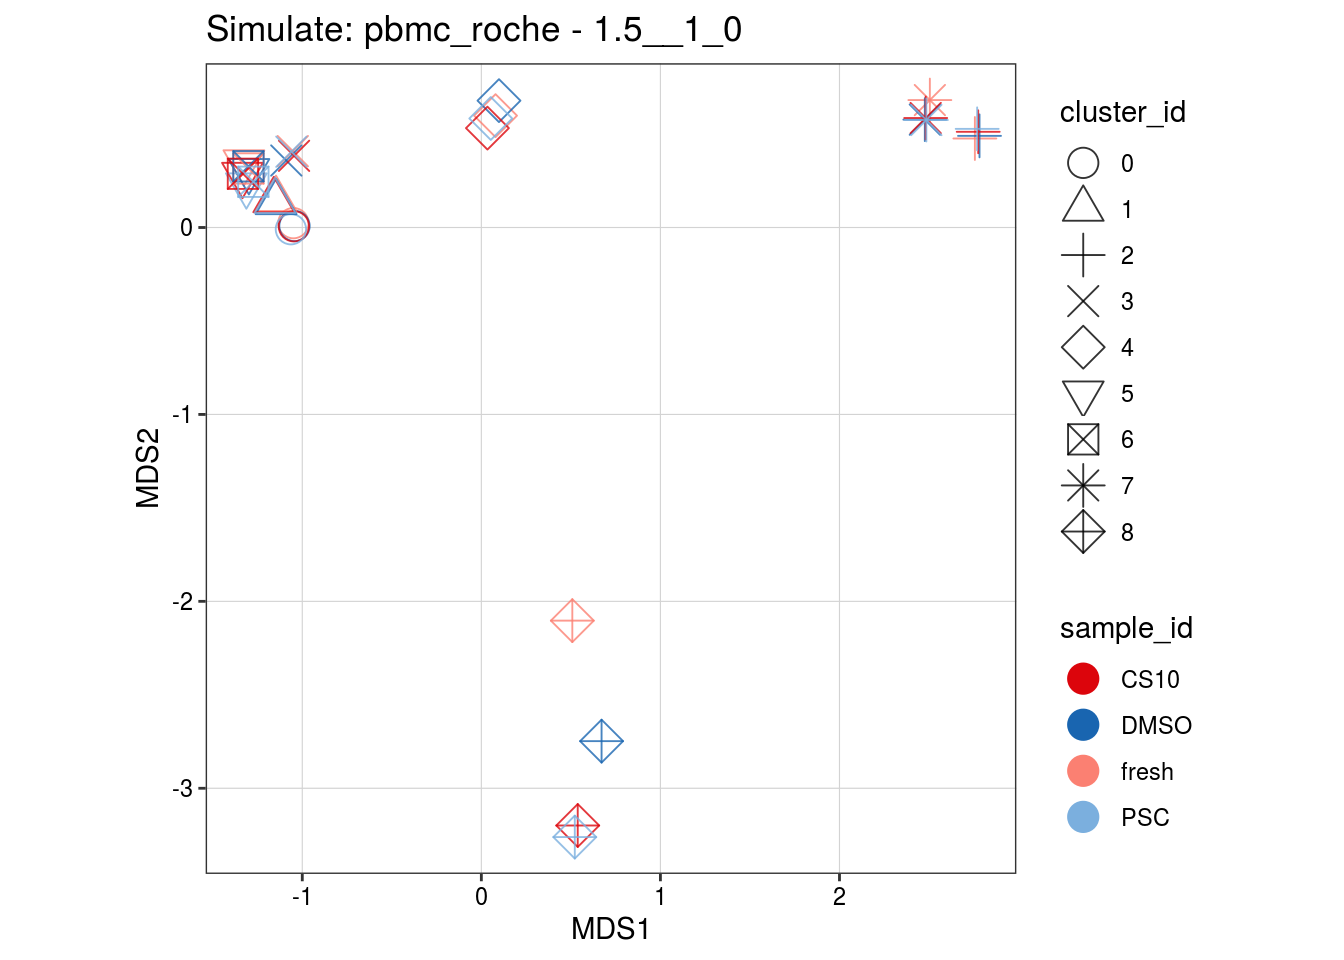 Simulate: pbmc_roche - 1.5__1_0
MDS2
0
-1
-2
-3
-1
0
1
2
MDS1
cluster_id
0
1
2
3
4
5
6
7
8
sample_id
CS10
DMSO
fresh
PSC